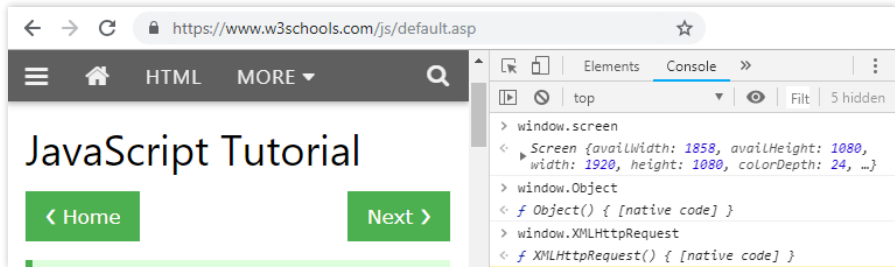 https://www.w3schools.com/js/default.asp
HTML MORE
JavaScript Tutorial
❮ Home
Next ❯
Elements Console »
top Filt 5 hidden
> window.screen
Screen {availWidth: 1858, availHeight: 1080,
width: 1920, height: 1080, colorDepth: 24, …}
> window.Object
ƒ Object() { [native code] }
> window.XMLHttpRequest
ƒ XMLHttpRequest() { [native code] }